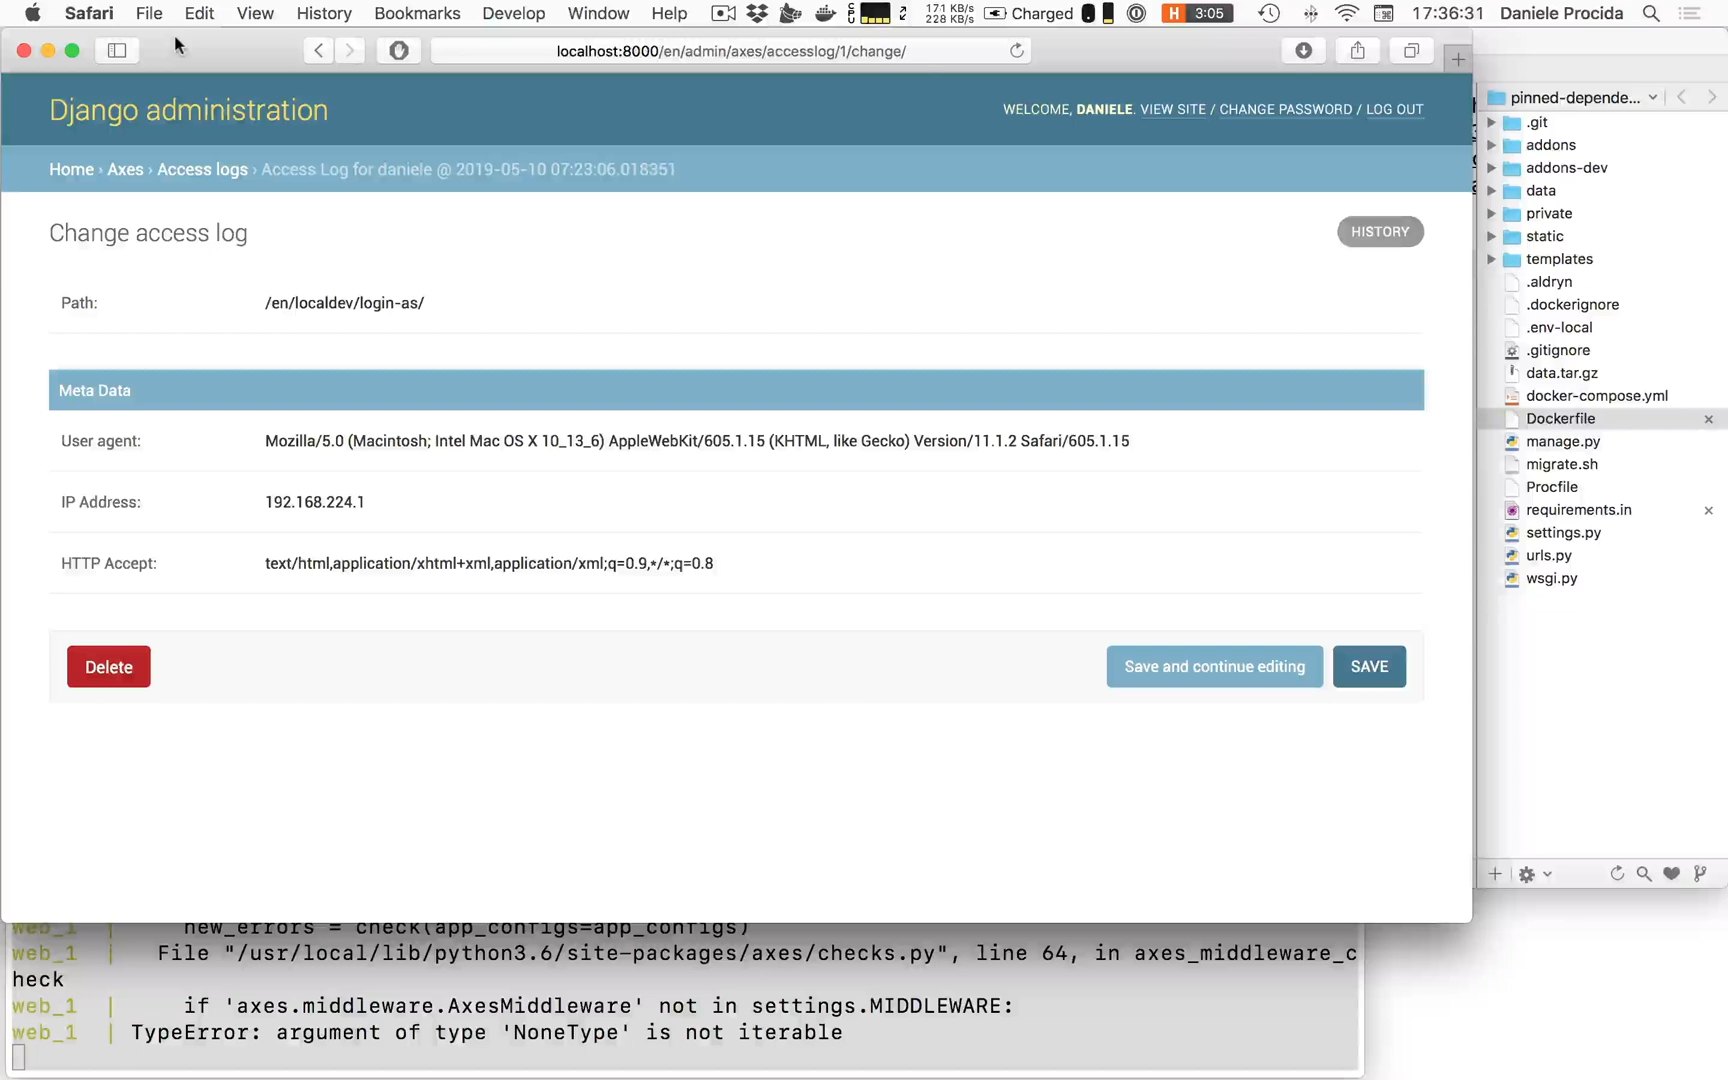 Safari File Edit View History Bookmarks Develop Window Help 171 KB/s 228 KB/s Charged H 3:05 17:36:31 Daniele Procida
localhost:8000/en/admin/axes/accesslog/1/change/
Django administration
WELCOME, DANIELE. VIEW SITE / CHANGE PASSWORD / LOG OUT
Home › Axes › Access logs › Access Log for daniele @ 2019-05-10 07:23:06.018351
Change access log
HISTORY
Path: /en/localdev/login-as/
Meta Data
User agent: Mozilla/5.0 (Macintosh; Intel Mac OS X 10_13_6) AppleWebKit/605.1.15 (KHTML, like Gecko) Version/11.1.2 Safari/605.1.15
IP Address: 192.168.224.1
HTTP Accept: text/html,application/xhtml+xml,application/xml;q=0.9,*/*;q=0.8
Delete
Save and continue editing
SAVE
pinned-depende...
.git
addons
addons-dev
data
private
static
templates
.aldryn
.dockerignore
.env-local
.gitignore
data.tar.gz
docker-compose.yml
Dockerfile
manage.py
migrate.sh
Procfile
requirements.in
settings.py
urls.py
wsgi.py
web_1 | new_errors = check(app_configs=app_configs)
web_1 | File "/usr/local/lib/python3.6/site-packages/axes/checks.py", line 64, in axes_middleware_c
heck
web_1 | if 'axes.middleware.AxesMiddleware' not in settings.MIDDLEWARE:
web_1 | TypeError: argument of type 'NoneType' is not iterable